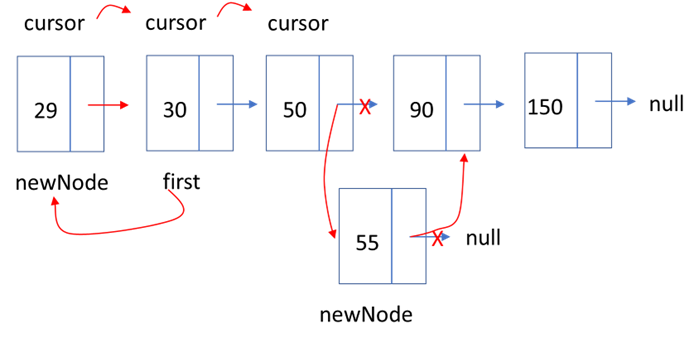 cursor cursor cursor
29 30 50 X 90 150 null
newNode first
55 X null
newNode